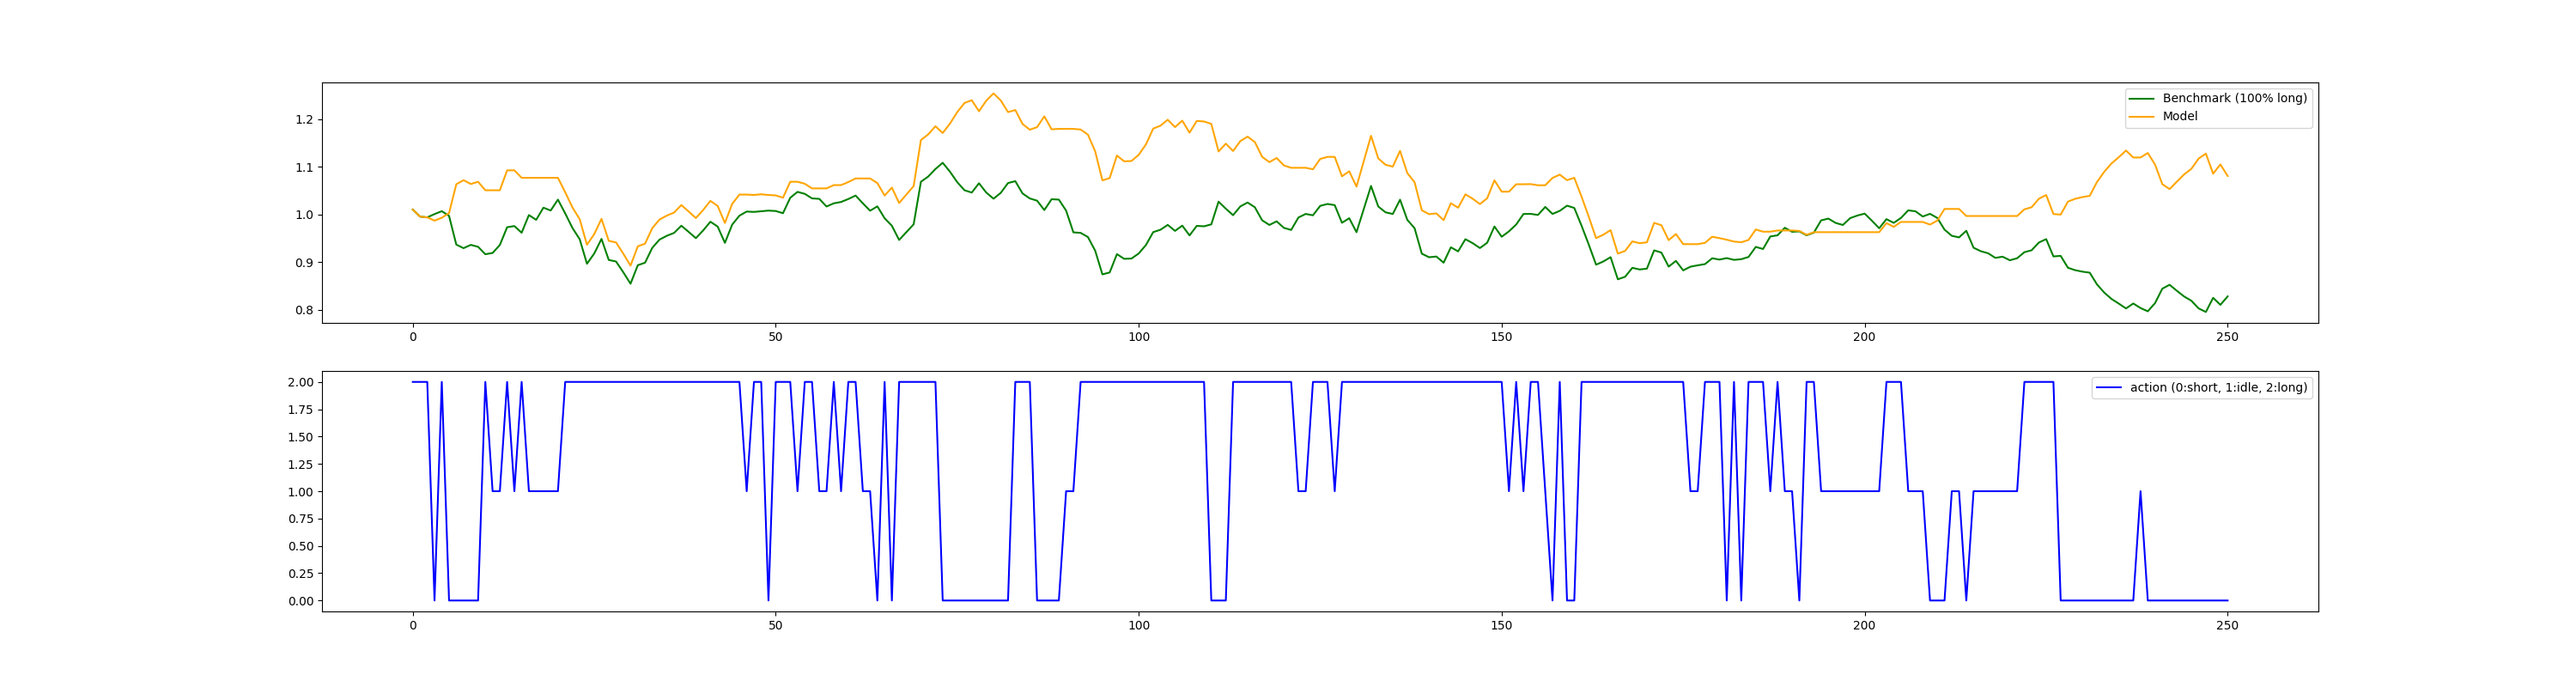 Benchmark (100% long)
Model
1.2
1.1
1.0
0.9
0.8
0 50 100 150 200 250
action (0:short, 1:idle, 2:long)
2.00
1.75
1.50
1.25
1.00
0.75
0.50
0.25
0.00
0 50 100 150 200 250